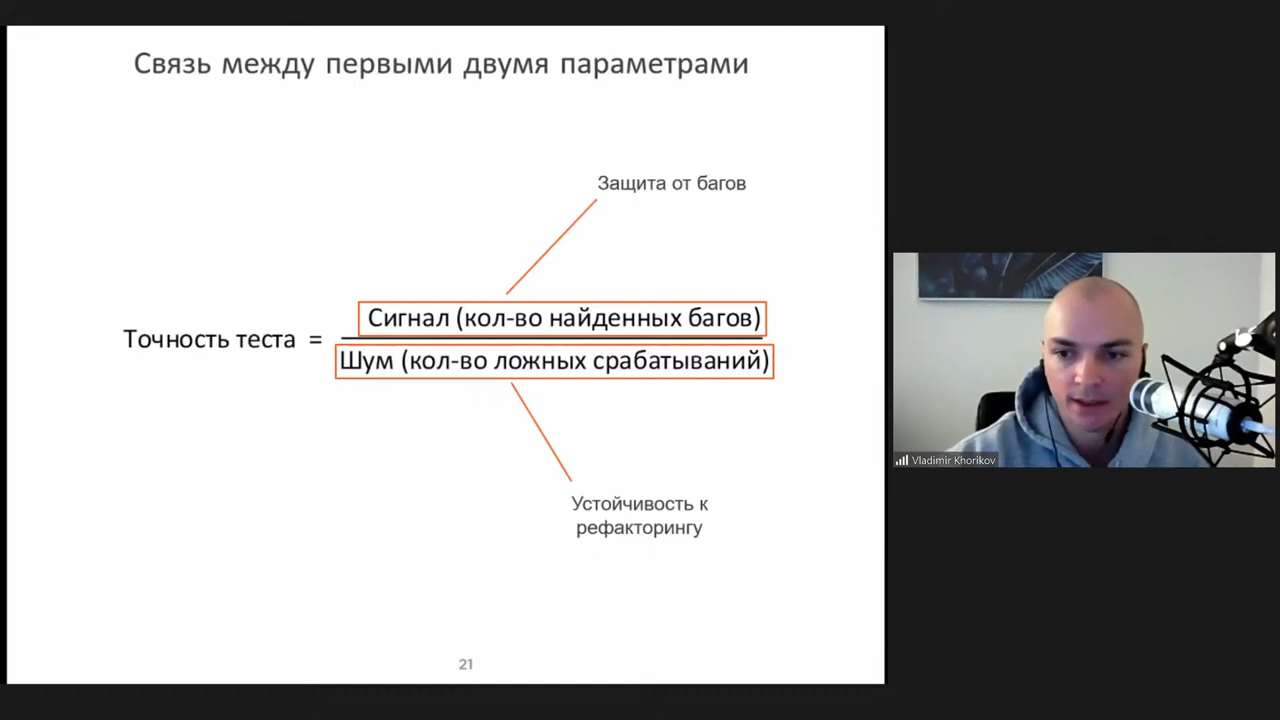 Связь между первыми двумя параметрами
Защита от багов
Точность теста =
Сигнал (кол-во найденных багов)
Шум (кол-во ложных срабатываний)
Устойчивость к
рефакторингу
21
Vladimir Khorikov